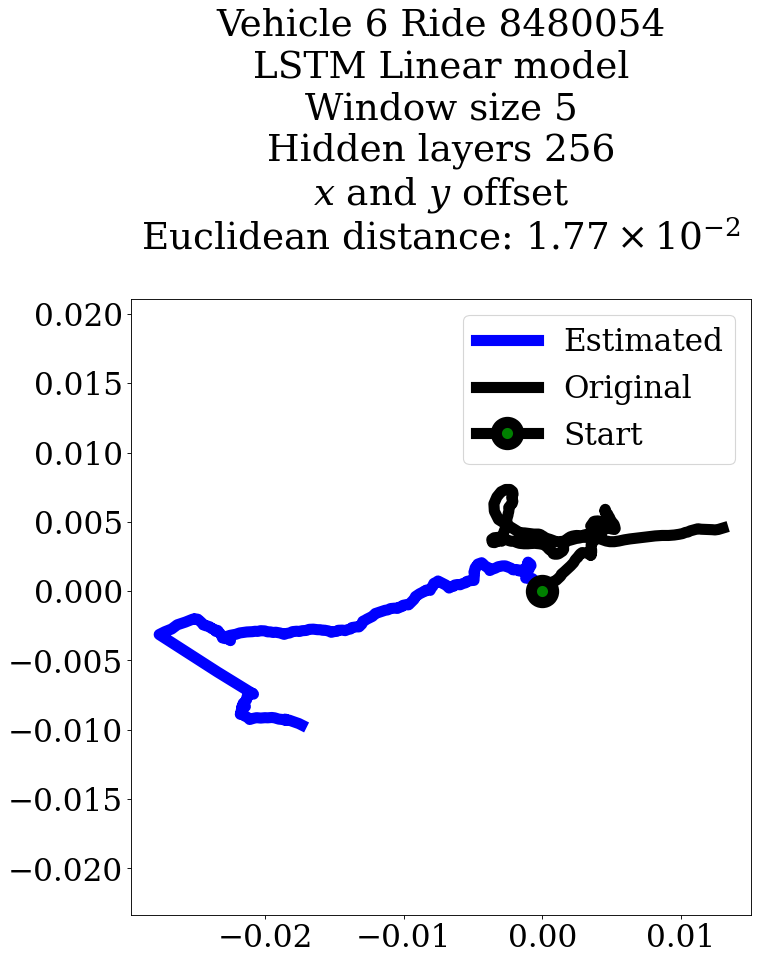 Vehicle 6 Ride 8480054
LSTM Linear model
Window size 5
Hidden layers 256
x and y offset
Euclidean distance: 1.77 × 10⁻²
Estimated
Original
Start
0.020
0.015
0.010
0.005
0.000
−0.005
−0.010
−0.015
−0.020
−0.02 −0.01 0.00 0.01